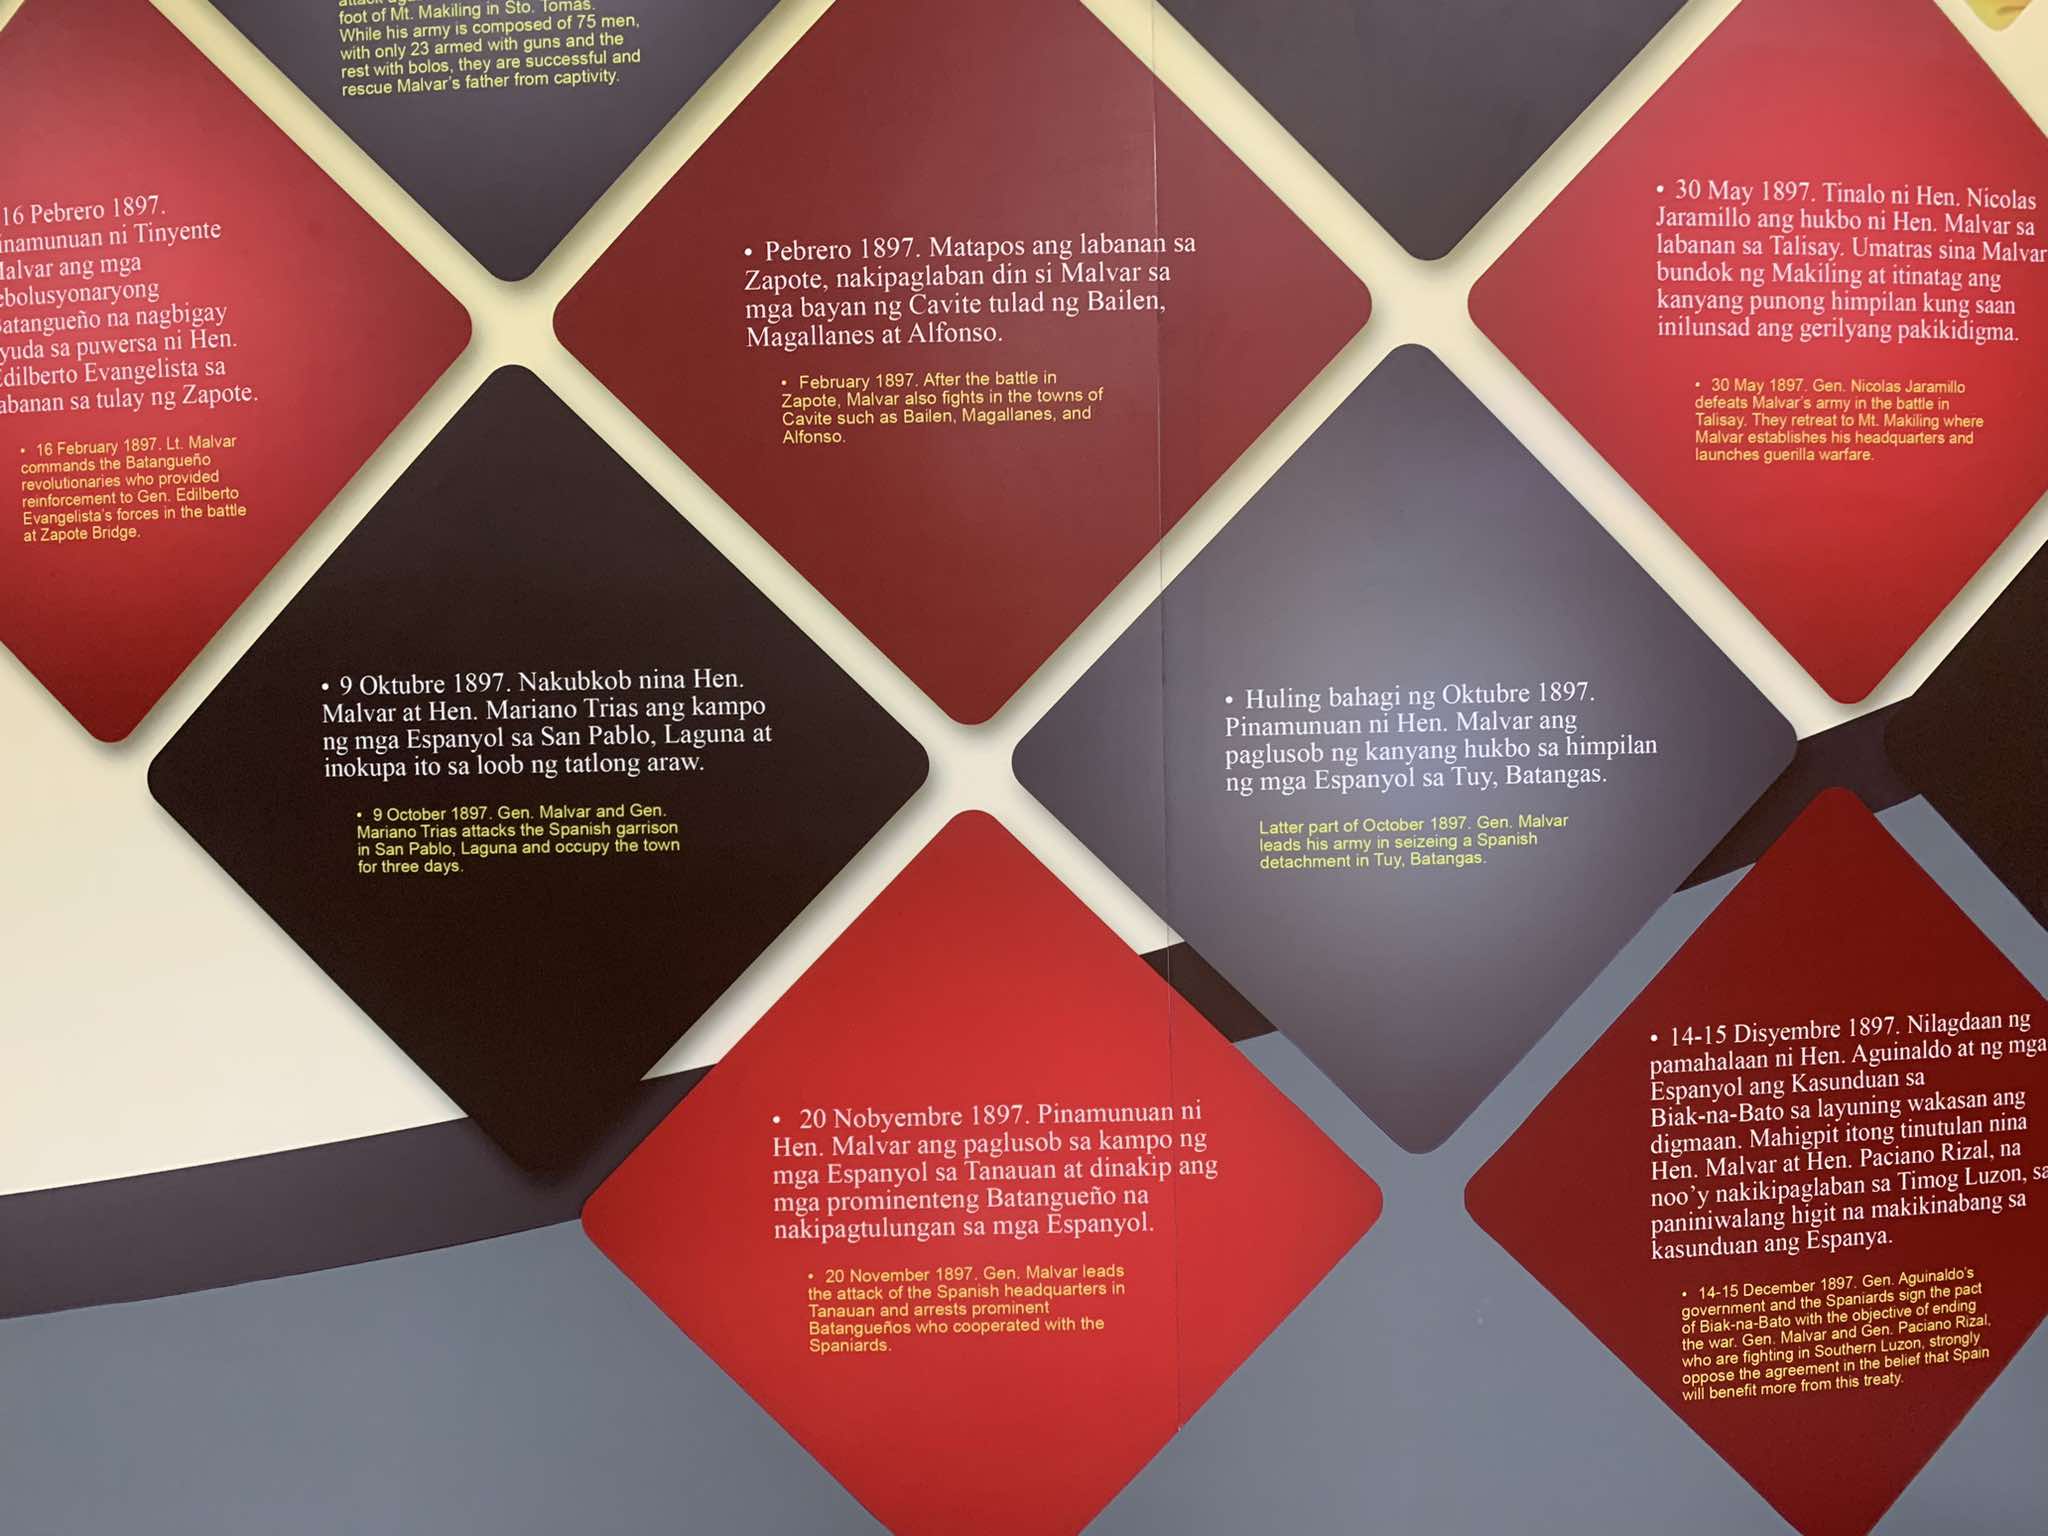 foot of Mt. Makiling in Sto. Tomas.
While his army is composed of 75 men,
with only 23 armed with guns and the
rest with bolos, they are successful and
rescue Malvar's father from captivity.
16 Pebrero 1897.
ni Tinyente
ang mga
na nagbigay
sa puwersa ni Hen.
Evangelista sa
sa tulay ng Zapote.
• 16 February 1897. Lt. Malvar
commands the Batangueño
revolutionaries who provided
reinforcement to Gen. Edilberto
Evangelista's forces in the battle
at Zapote Bridge.
• Pebrero 1897. Matapos ang labanan sa
Zapote, nakipaglaban din si Malvar sa
mga bayan ng Cavite tulad ng Bailen,
Magallanes at Alfonso.
• February 1897. After the battle in
Zapote, Malvar also fights in the towns of
Cavite such as Bailen, Magallanes, and
Alfonso.
• 30 May 1897. Tinalo ni Hen. Nicolas
Jaramillo ang hukbo ni Hen. Malvar sa
labanan sa Talisay. Umatras sina Malvar
bundok ng Makiling at itinatag ang
kanyang punong himpilan kung saan
inilunsad ang gerilyang pakikidigma.
• 30 May 1897. Gen. Nicolas Jaramillo
defeats Malvar's army in the battle in
Talisay. They retreat to Mt. Makiling where
Malvar establishes his headquarters and
launches guerilla warfare.
• 9 Oktubre 1897. Nakubkob nina Hen.
Malvar at Hen. Mariano Trias ang kampo
ng mga Espanyol sa San Pablo, Laguna at
inokupa ito sa loob ng tatlong araw.
• 9 October 1897. Gen. Malvar and Gen.
Mariano Trias attacks the Spanish garrison
in San Pablo, Laguna and occupy the town
for three days.
• Huling bahagi ng Oktubre 1897.
Pinamunuan ni Hen. Malvar ang
paglusob ng kanyang hukbo sa himpilan
ng mga Espanyol sa Tuy, Batangas.
Latter part of October 1897. Gen. Malvar
leads his army in seizeing a Spanish
detachment in Tuy, Batangas.
• 20 Nobyembre 1897. Pinamunuan ni
Hen. Malvar ang paglusob sa kampo ng
mga Espanyol sa Tanauan at dinakip ang
mga prominenteng Batangueño na
nakipagtulungan sa mga Espanyol.
• 20 November 1897. Gen. Malvar leads
the attack of the Spanish headquarters in
Tanauan and arrests prominent
Batangueños who cooperated with the
Spaniards.
• 14-15 Disyembre 1897. Nilagdaan ng
pamahalaan ni Hen. Aguinaldo at ng mga
Espanyol ang Kasunduan sa
Biak-na-Bato sa layuning wakasan ang
digmaan. Mahigpit itong tinutulan nina
Hen. Malvar at Hen. Paciano Rizal, na
noo'y nakikipaglaban sa Timog Luzon, sa
paniniwalang higit na makikinabang sa
kasunduan ang Espanya.
• 14-15 December 1897. Gen. Aguinaldo's
government and the Spaniards sign the pact
of Biak-na-Bato with the objective of ending
the war. Gen. Malvar and Gen. Paciano Rizal,
who are fighting in Southern Luzon, strongly
oppose the agreement in the belief that Spain
will benefit more from this treaty.